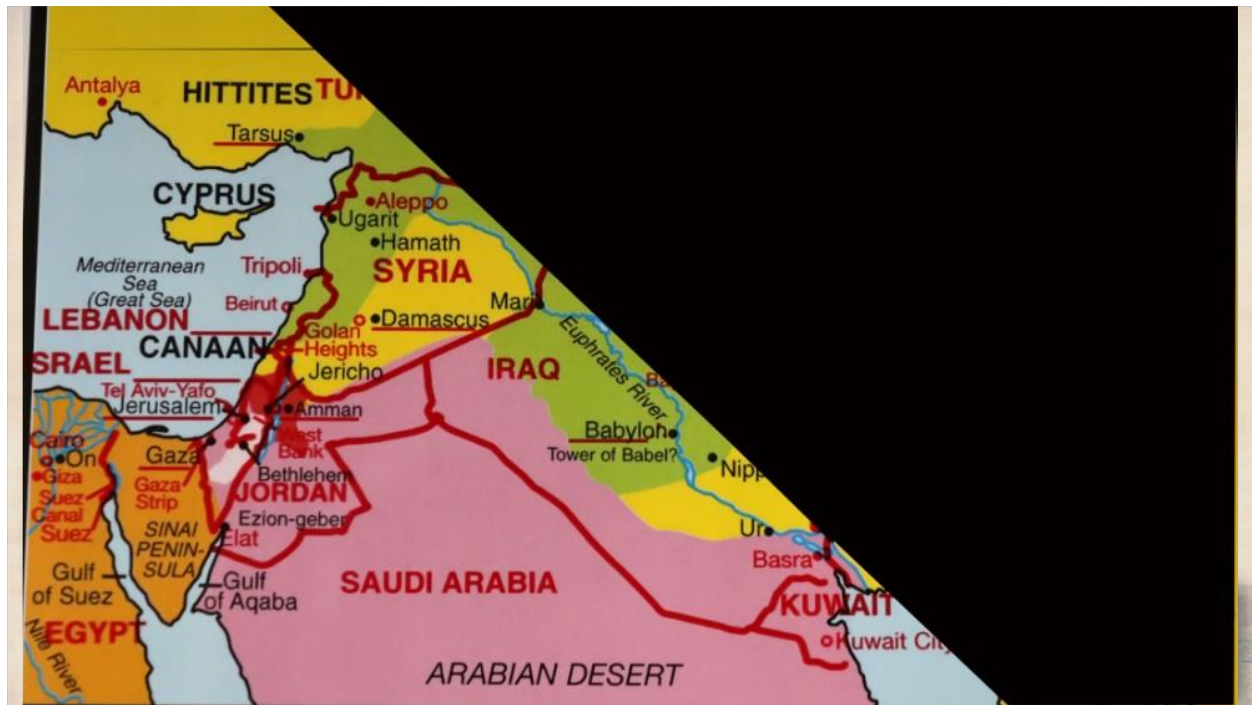 Antalya
HITTITES
Tarsus
CYPRUS
Aleppo
Ugarit
Hamath
Mediterranean
Sea
(Great Sea)
Tripoli
SYRIA
Beirut
Mari
LEBANON
Damascus
Golan
Heights
CANAAN
Euphrates River
ISRAEL
Jericho
IRAQ
Tel Aviv-Yafo
Jerusalem
Amman
West
Bank
Babylon
Tower of Babel?
Cairo
On
Giza
Gaza
Gaza
Strip
Bethlehem
JORDAN
Suez
Canal
Suez
Ezion-geber
Elat
SINAI
PENIN-
SULA
Ur
Basra
Gulf
of Suez
Gulf
of Aqaba
SAUDI ARABIA
KUWAIT
EGYPT
Nile River
Kuwait City
ARABIAN DESERT